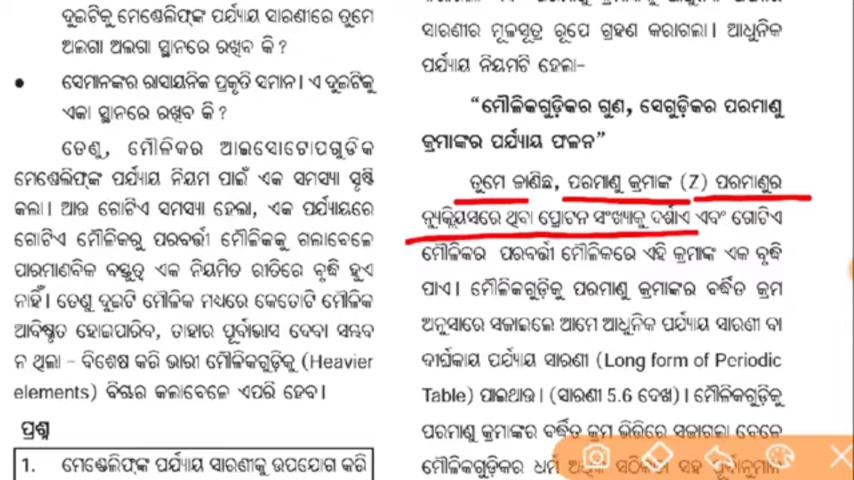 ଦୁଇଟିକୁ ମେଣ୍ଡେଲିଫ୍‌ଙ୍କ ପର୍ଯ୍ୟାୟ ସାରଣୀରେ ତୁମେ
ଅଲଗା ଅଲଗା ସ୍ଥାନରେ ରଖିବ କି ?
● ସେମାନଙ୍କର ରାସାୟନିକ ପ୍ରକୃତି ସମାନ। ଏ ଦୁଇଟିକୁ
ଏକା ସ୍ଥାନରେ ରଖିବ କି ?
ତେଣୁ, ମୌଳିକର ଆଇସୋଟୋପଗୁଡିକ
ମେଣ୍ଡେଲିଫ୍‌ଙ୍କ ପର୍ଯ୍ୟାୟ ନିୟମ ପାଇଁ ଏକ ସମସ୍ୟା ସୃଷ୍ଟି
କଲା। ଆଉ ଗୋଟିଏ ସମସ୍ୟା ହେଲା, ଏକ ପର୍ଯ୍ୟାୟରେ
ଗୋଟିଏ ମୌଳିକରୁ ପରବର୍ତ୍ତୀ ମୌଳିକକୁ ଗଲାବେଳେ
ପାରମାଣବିକ ବସ୍ତୁତ୍ୱ ଏକ ନିୟମିତ ରୀତିରେ ବୃଦ୍ଧି ହୁଏ
ନାହିଁ। ତେଣୁ ଦୁଇଟି ମୌଳିକ ମଧ୍ୟରେ କେତୋଟି ମୌଳିକ
ଆବିଷ୍କୃତ ହୋଇପାରିବ, ତାହାର ପୂର୍ବାଭାସ ଦେବା ସମ୍ଭବ
ନ ଥିଲା – ବିଶେଷ କରି ଭାରୀ ମୌଳିକଗୁଡ଼ିକୁ (Heavier
elements) ବିଚାର କଲାବେଳେ ଏପରି ହେବ।
ପ୍ରଶ୍ନ
1. ମେଣ୍ଡେଲିଫ୍‌ଙ୍କ ପର୍ଯ୍ୟାୟ ସାରଣୀକୁ ଉପଯୋଗ କରି
ସାରଣୀର ମୂଳସୂତ୍ର ରୂପେ ଗ୍ରହଣ କରାଗଲା। ଆଧୁନିକ
ପର୍ଯ୍ୟାୟ ନିୟମଟି ହେଲା–
“ମୌଳିକଗୁଡ଼ିକର ଗୁଣ, ସେଗୁଡ଼ିକର ପରମାଣୁ
କ୍ରମାଙ୍କର ପର୍ଯ୍ୟାୟ ଫଳନ”
ତୁମେ ଜାଣିଛ, ପରମାଣୁ କ୍ରମାଙ୍କ (Z) ପରମାଣୁର
ନ୍ୟୁକ୍ଲିୟସରେ ଥିବା ପ୍ରୋଟନ ସଂଖ୍ୟାକୁ ଦର୍ଶାଏ ଏବଂ ଗୋଟିଏ
ମୌଳିକର ପରବର୍ତ୍ତୀ ମୌଳିକରେ ଏହି କ୍ରମାଙ୍କ ଏକ ବୃଦ୍ଧି
ପାଏ। ମୌଳିକଗୁଡ଼ିକୁ ପରମାଣୁ କ୍ରମାଙ୍କର ବର୍ଦ୍ଧିତ କ୍ରମ
ଅନୁସାରେ ସଜାଇଲେ ଆମେ ଆଧୁନିକ ପର୍ଯ୍ୟାୟ ସାରଣୀ ବା
ଦୀର୍ଘକାୟ ପର୍ଯ୍ୟାୟ ସାରଣୀ (Long form of Periodic
Table) ପାଇଥାଉ। (ସାରଣୀ 5.6 ଦେଖ)। ମୌଳିକଗୁଡ଼ିକୁ
ପରମାଣୁ କ୍ରମାଙ୍କର ବର୍ଦ୍ଧିତ କ୍ରମ ଭିତିରେ ସଜାଗଲା ବେଳେ
ମୌଳିକଗୁଡ଼ିକର ଧର୍ମ ସହ ପୂର୍ବାନୁମାନ